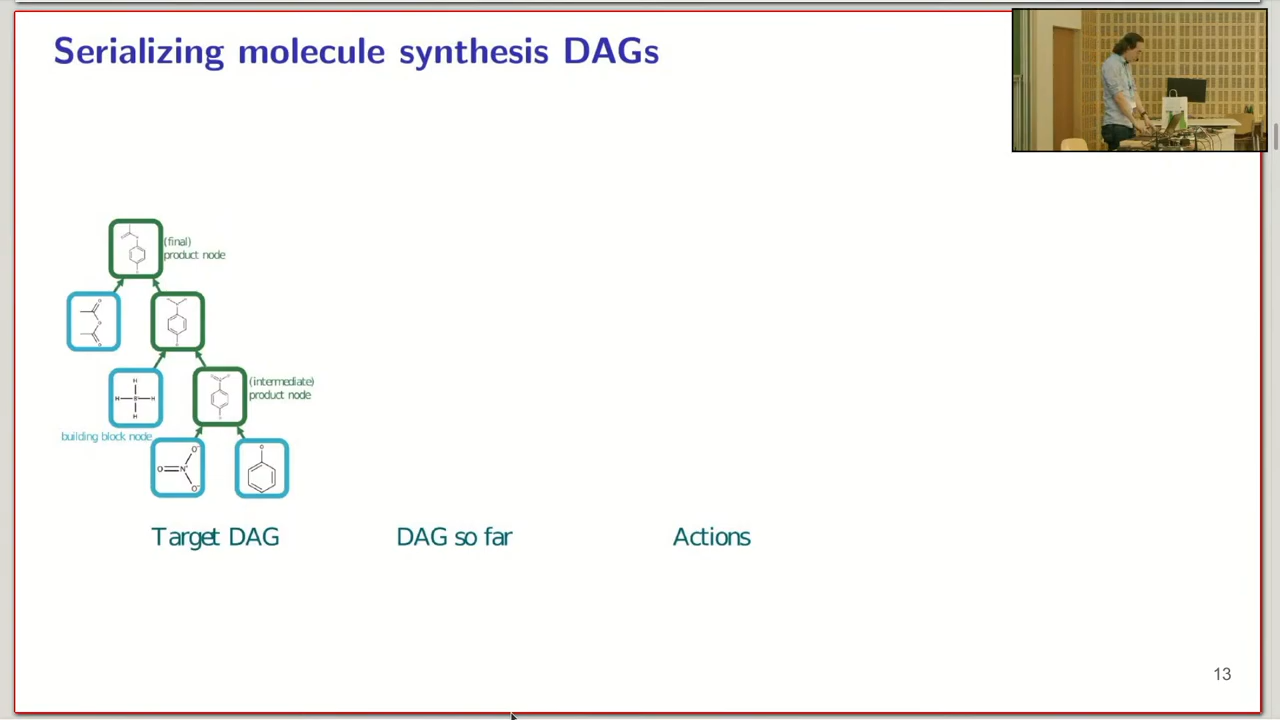 Serializing molecule synthesis DAGs
(final)
product node
(intermediate)
product node
building block node
Target DAG
DAG so far
Actions
13